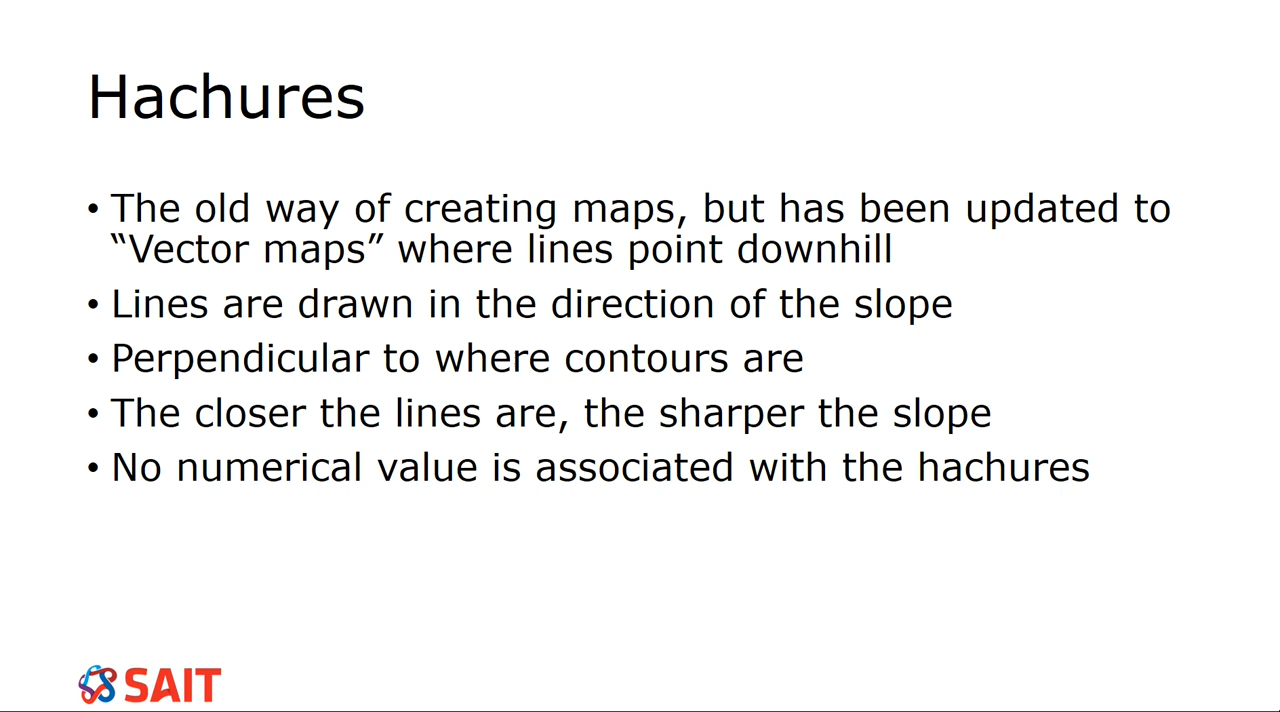 Hachures
• The old way of creating maps, but has been updated to
“Vector maps” where lines point downhill
• Lines are drawn in the direction of the slope
• Perpendicular to where contours are
• The closer the lines are, the sharper the slope
• No numerical value is associated with the hachures
SAIT